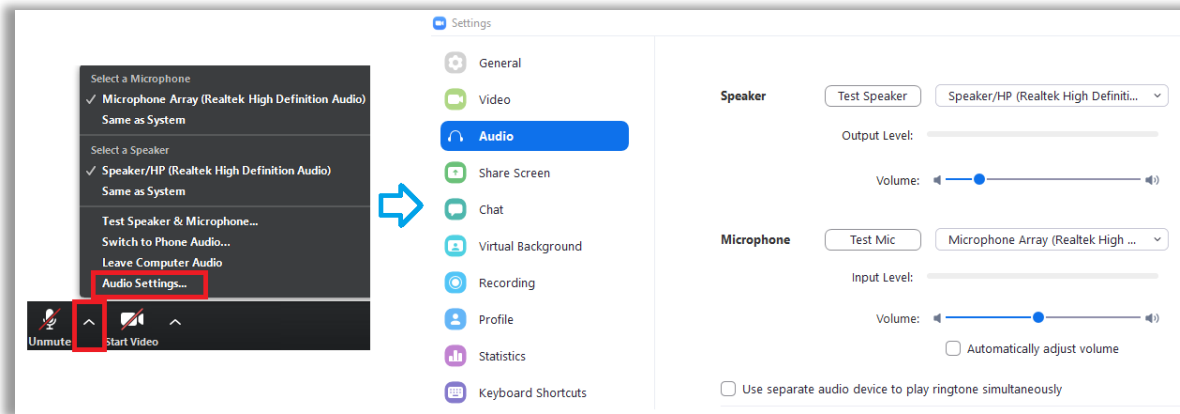 Select a Microphone
Microphone Array (Realtek High Definition Audio)
Same as System
Select a Speaker
Speaker/HP (Realtek High Definition Audio)
Same as System
Test Speaker & Microphone...
Switch to Phone Audio...
Leave Computer Audio
Audio Settings...
Unmute
Start Video
Settings
General
Video
Audio
Share Screen
Chat
Virtual Background
Recording
Profile
Statistics
Keyboard Shortcuts
Speaker Test Speaker Speaker/HP (Realtek High Definiti...
Output Level:
Volume:
Microphone Test Mic Microphone Array (Realtek High ...
Input Level:
Volume:
Automatically adjust volume
Use separate audio device to play ringtone simultaneously